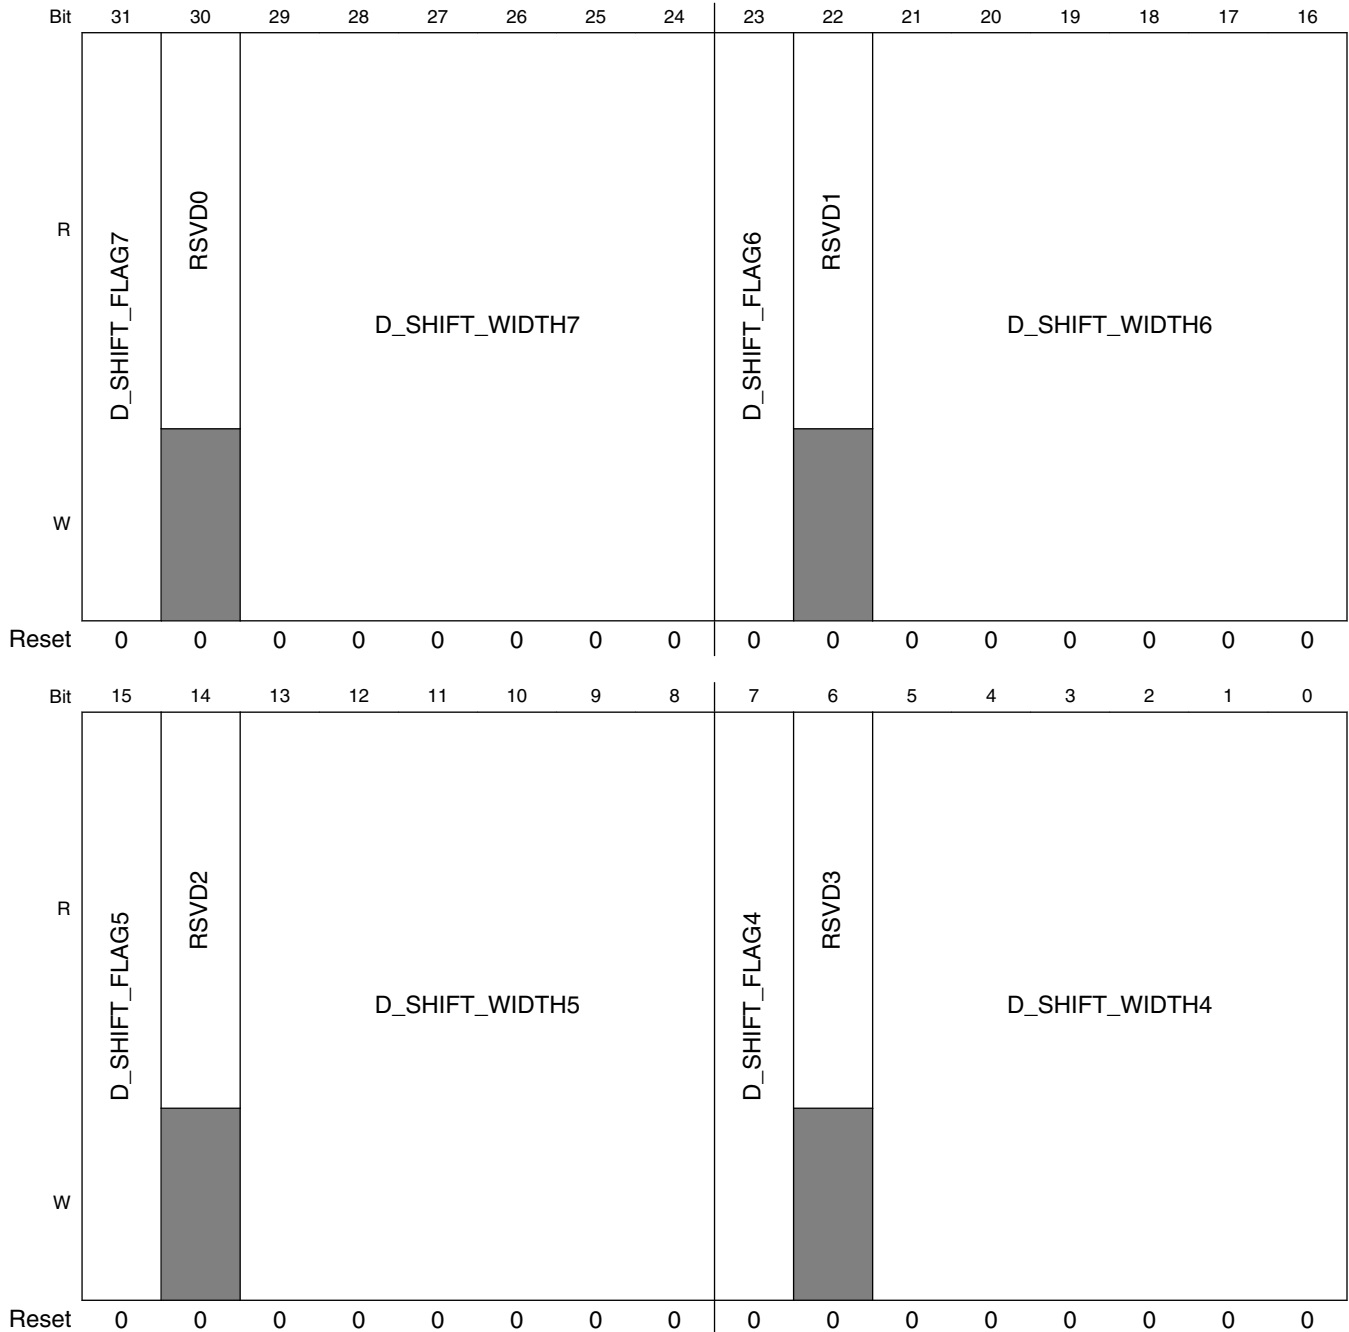 Bit 31 30 29 28 27 26 25 24 23 22 21 20 19 18 17 16
R
D_SHIFT_FLAG7
RSVD0
D_SHIFT_WIDTH7
D_SHIFT_FLAG6
RSVD1
D_SHIFT_WIDTH6
W
Reset 0 0 0 0 0 0 0 0 0 0 0 0 0 0 0 0
Bit 15 14 13 12 11 10 9 8 7 6 5 4 3 2 1 0
R
D_SHIFT_FLAG5
RSVD2
D_SHIFT_WIDTH5
D_SHIFT_FLAG4
RSVD3
D_SHIFT_WIDTH4
W
Reset 0 0 0 0 0 0 0 0 0 0 0 0 0 0 0 0